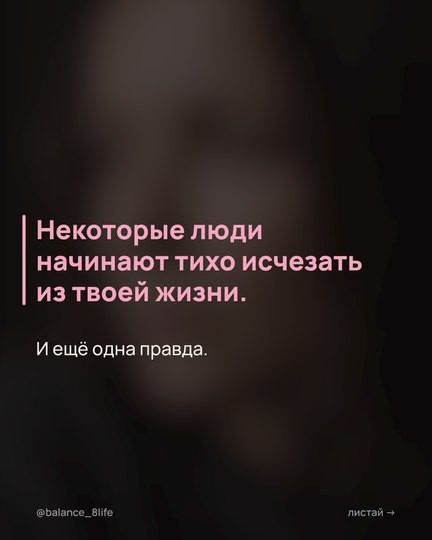 Некоторые люди
начинают тихо исчезать
из твоей жизни.
И ещё одна правда.
@balance_8life
листай →